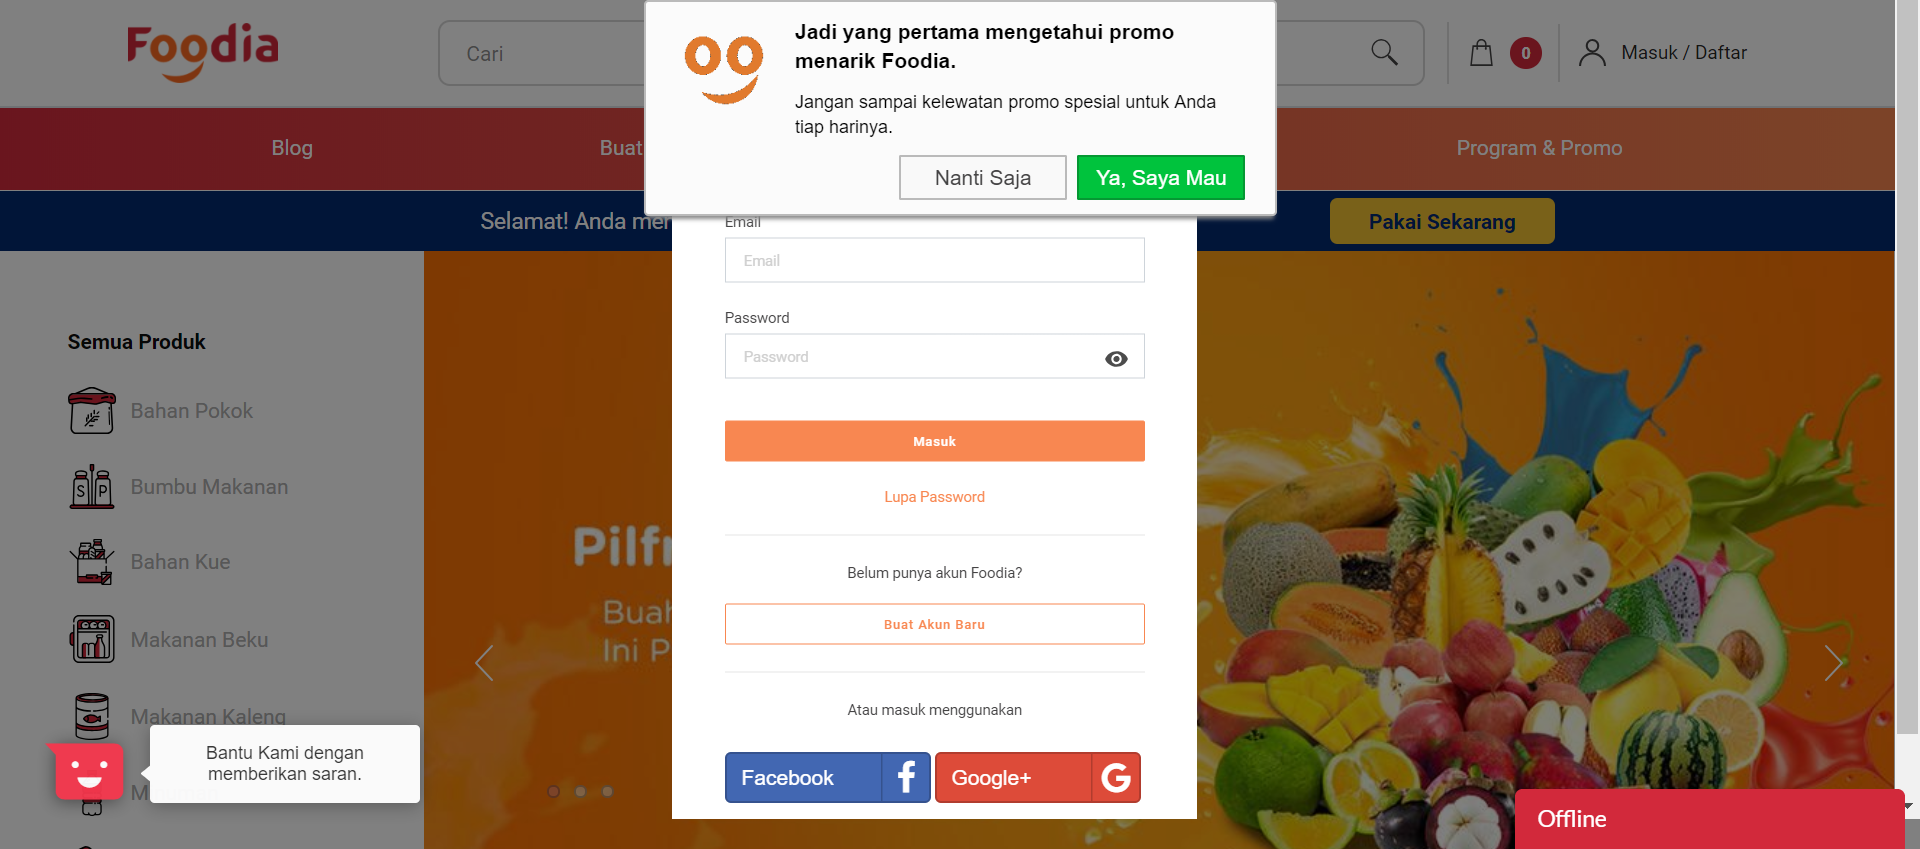 Foodia
Cari
0
Masuk / Daftar
Jadi yang pertama mengetahui promo
menarik Foodia.
Jangan sampai kelewatan promo spesial untuk Anda
tiap harinya.
Nanti Saja
Ya, Saya Mau
Blog
Buat
Program & Promo
Selamat! Anda
Pakai Sekarang
Email
Email
Password
Password
Masuk
Lupa Password
Belum punya akun Foodia?
Buat Akun Baru
Atau masuk menggunakan
Facebook
Google+
Semua Produk
Bahan Pokok
Bumbu Makanan
S P
Bahan Kue
Makanan Beku
Makanan Kaleng
Bantu Kami dengan
memberikan saran.
Buah
Ini
Offline